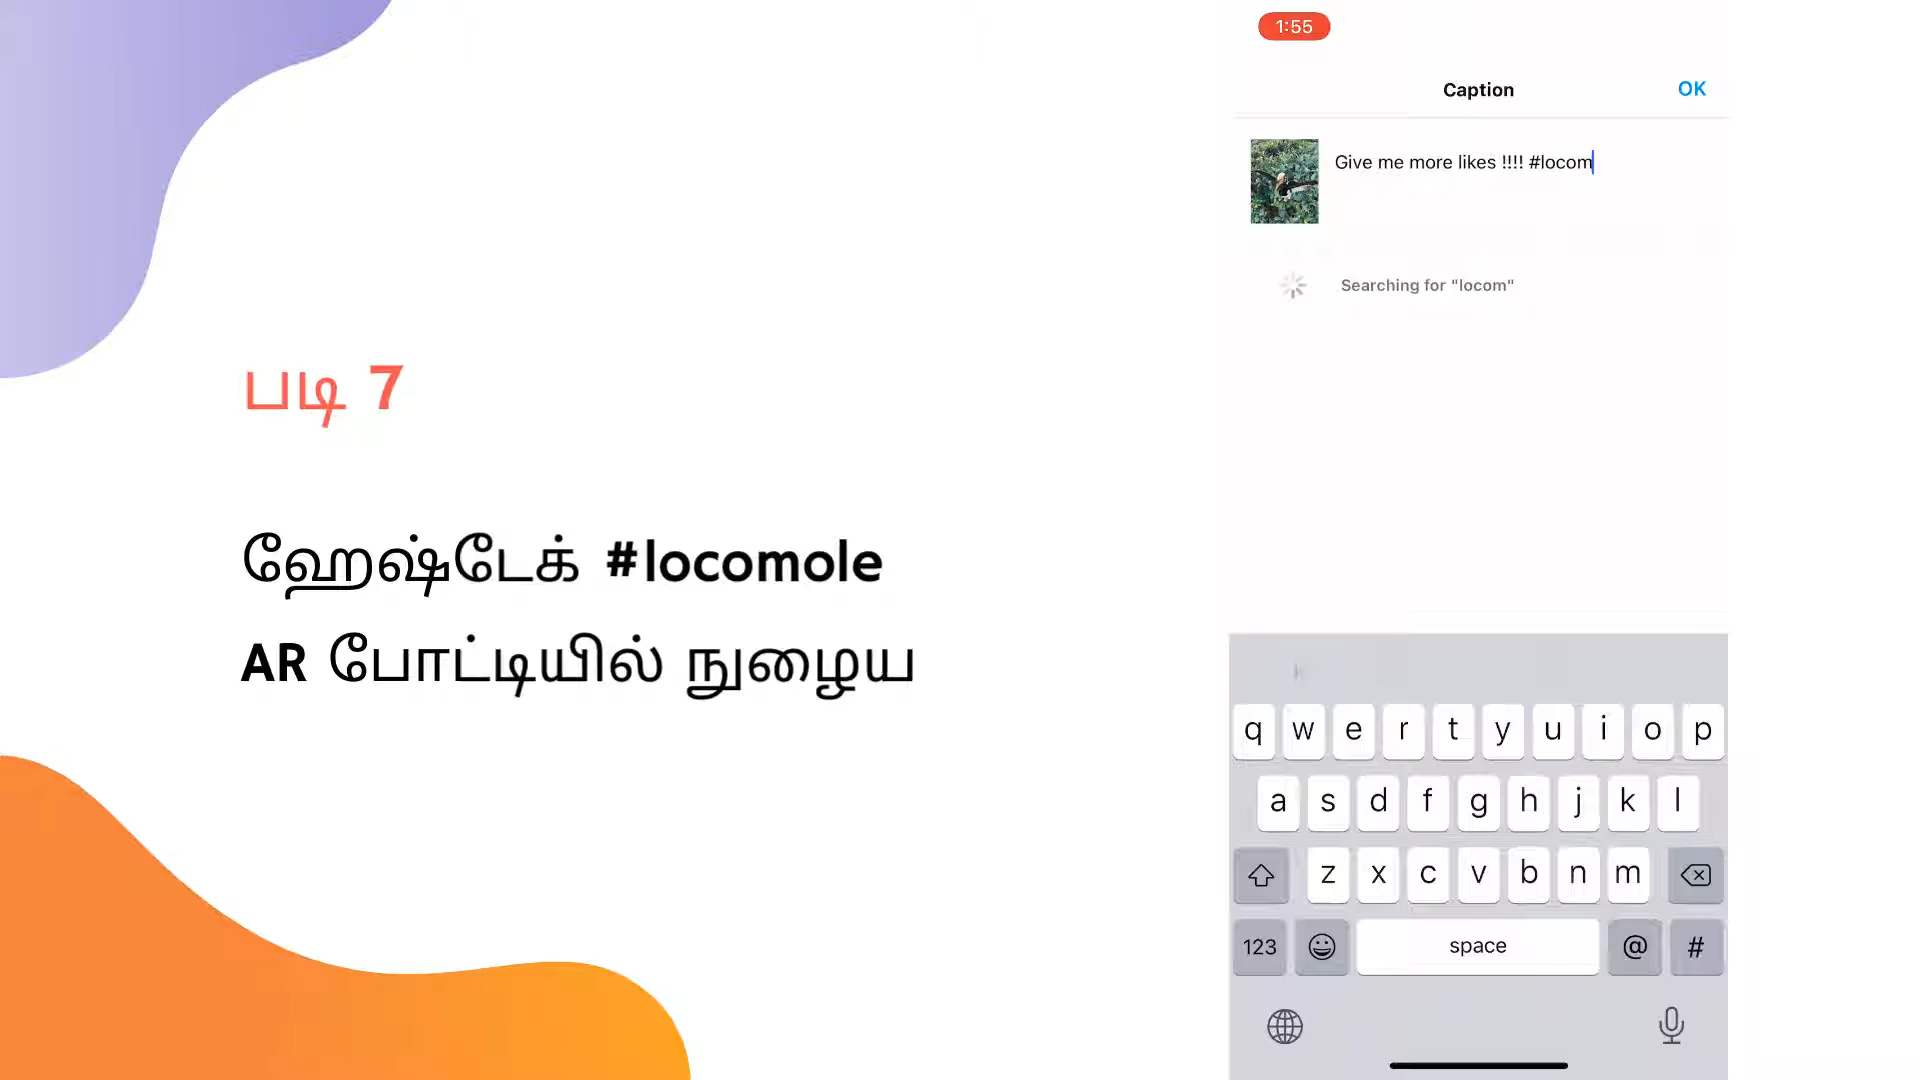 படி 7
ஹேஷ்டேக் #locomole
AR போட்டியில் நுழைய
1:55
Caption
OK
Give me more likes !!!! #locom
Searching for "locom"
q w e r t y u i o p
a s d f g h j k l
z x c v b n m
123 space @ #